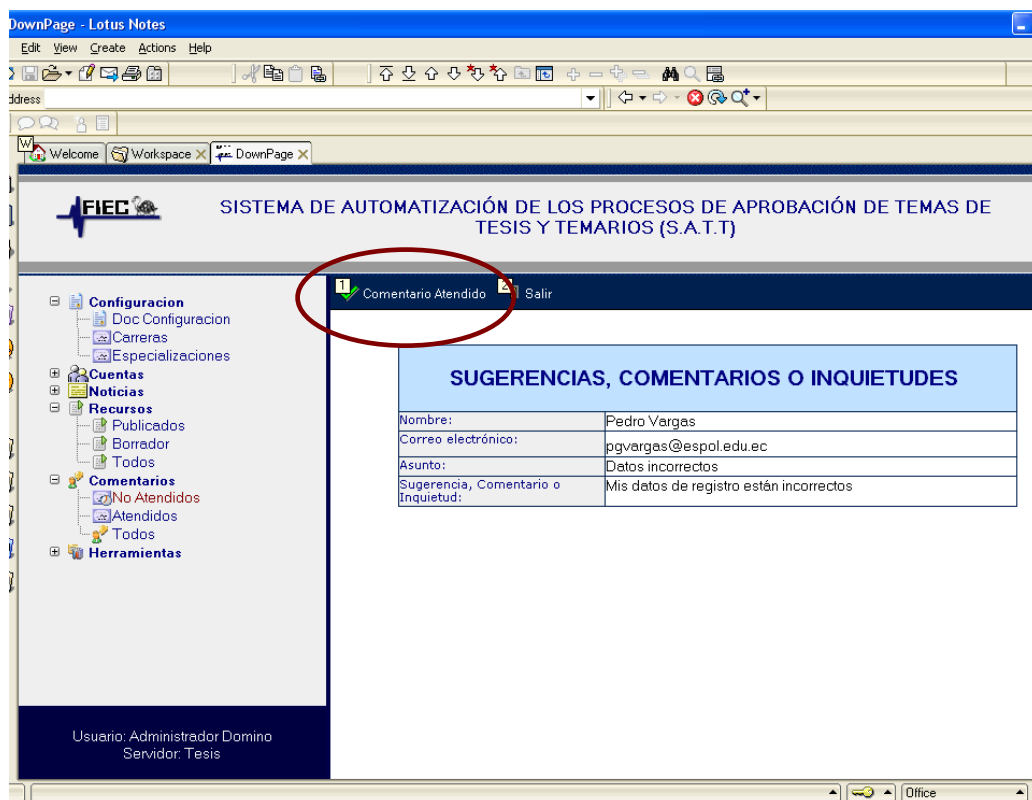 DownPage - Lotus Notes
Edit View Create Actions Help
ddress
W
Welcome Workspace DownPage
FIEC
SISTEMA DE AUTOMATIZACIÓN DE LOS PROCESOS DE APROBACIÓN DE TEMAS DE
TESIS Y TEMARIOS (S.A.T.T)
1 Comentario Atendido 2 Salir
Configuracion
Doc Configuracion
Carreras
Especializaciones
Cuentas
Noticias
Recursos
Publicados
Borrador
Todos
Comentarios
No Atendidos
Atendidos
Todos
Herramientas
SUGERENCIAS, COMENTARIOS O INQUIETUDES
Nombre: Pedro Vargas
Correo electrónico: pgvargas@espol.edu.ec
Asunto: Datos incorrectos
Sugerencia, Comentario o Mis datos de registro están incorrectos
Inquietud:
Usuario: Administrador Domino
Servidor: Tesis
Office